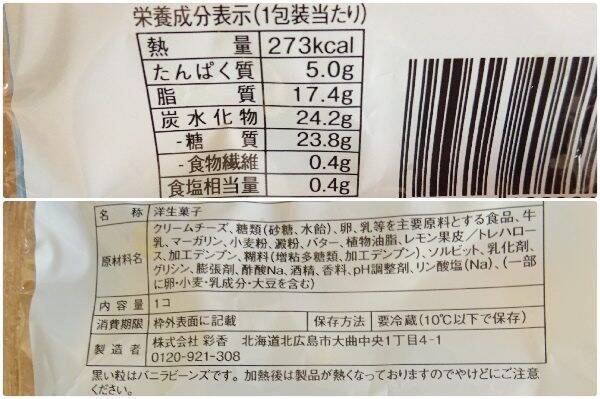 栄養成分表示(1包装当たり)
熱量 273kcal
たんぱく質 5.0g
脂質 17.4g
炭水化物 24.2g
-糖質 23.8g
-食物繊維 0.4g
食塩相当量 0.4g
名称 洋生菓子
原材料名 クリームチーズ、糖類(砂糖、水飴)、卵、乳等を主要原料とする食品、牛
乳、マーガリン、小麦粉、澱粉、バター、植物油脂、レモン果皮/トレハロー
ス、加工デンプン、糊料(増粘多糖類、加工デンプン)、ソルビット、乳化剤、
グリシン、膨張剤、酢酸Na、酒精、香料、pH調整剤、リン酸塩(Na)、(一部
に卵・小麦・乳成分・大豆を含む)
内容量 1コ
消費期限 枠外表面に記載 保存方法 要冷蔵(10℃以下で保存)
製造者 株式会社 彩香 北海道北広島市大曲中央1丁目4-1
0120-921-308
黒い粒はバニラビーンズです。加熱後は製品が熱くなっておりますのでやけどにご注意
ください。